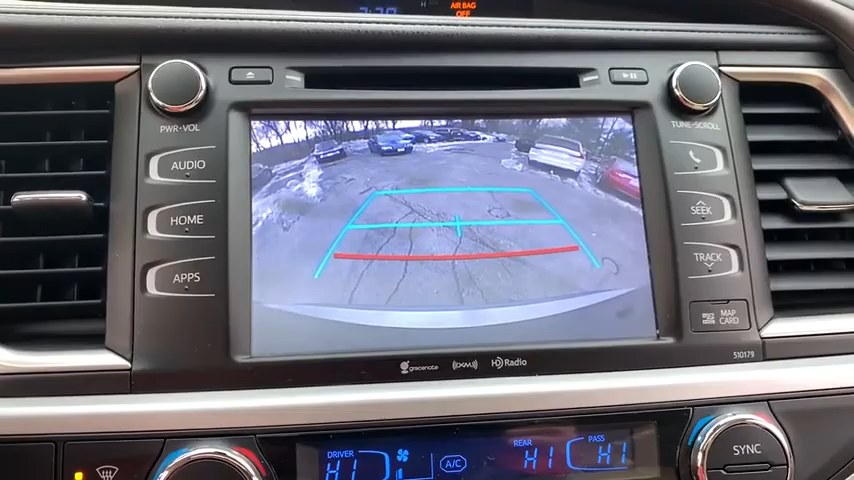 AIR BAG
OFF
PWR·VOL
TUNE·SCROLL
AUDIO
HOME
APPS
SEEK
TRACK
MAP
CARD
510179
gracenote
((SXM))
HD Radio
DRIVER
HI
A/C
REAR
HI
PASS
HI
SYNC